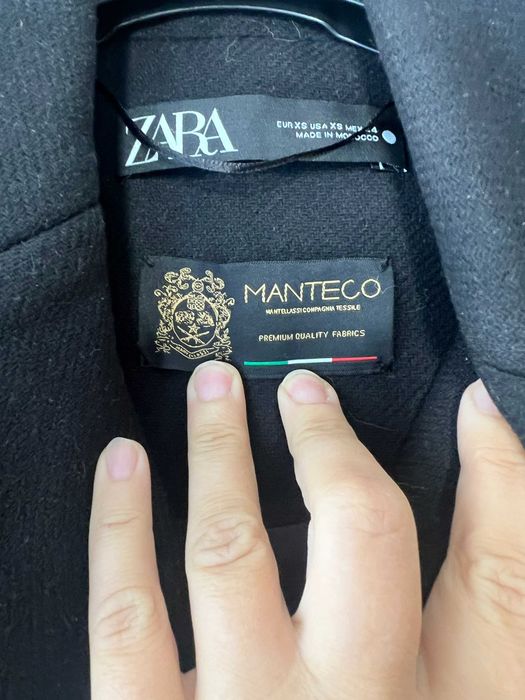 ZARA
EUR XS USA XS MEX 24
MADE IN MOROCCO
MANTECO
MANTELLASSI COMPAGNIA TESSILE
PREMIUM QUALITY FABRICS